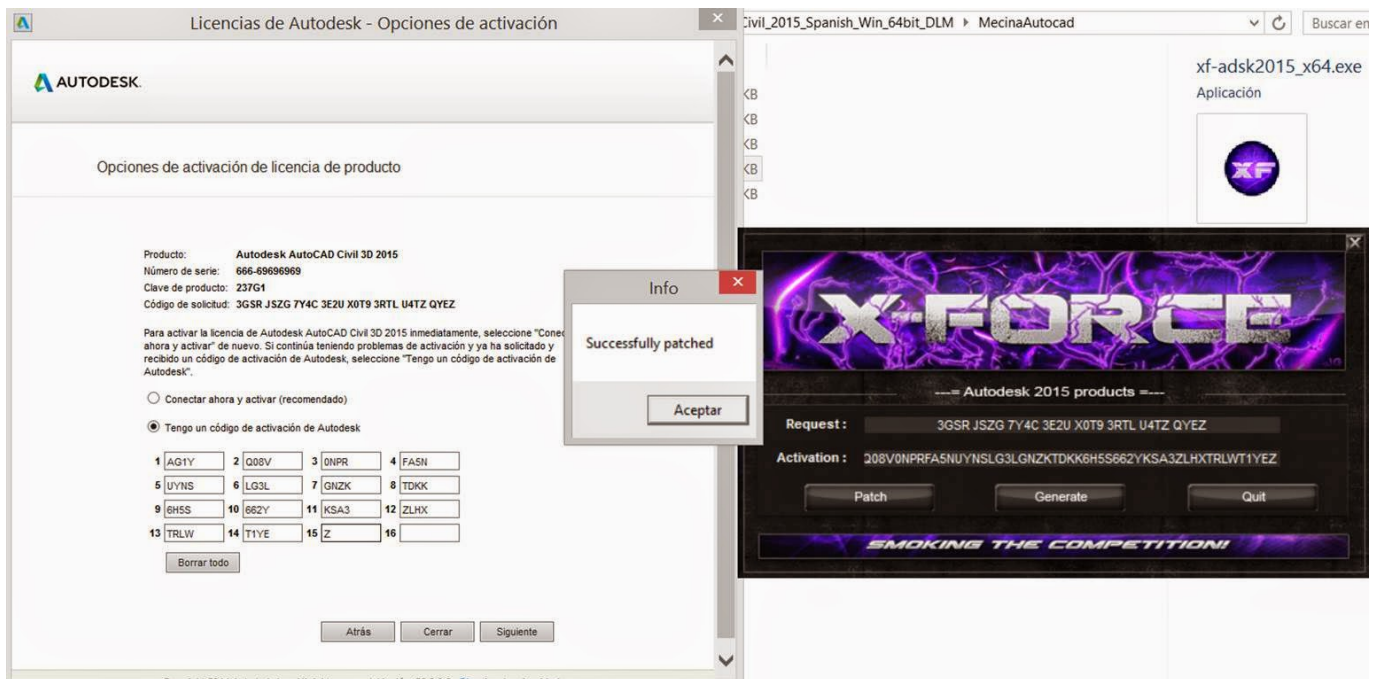 Licencias de Autodesk - Opciones de activación
AUTODESK.
Opciones de activación de licencia de producto
Producto: Autodesk AutoCAD Civil 3D 2015
Número de serie: 666-69696969
Clave de producto: 237G1
Código de solicitud: 3GSR JSZG 7Y4C 3E2U X0T9 3RTL U4TZ QYEZ
Para activar la licencia de Autodesk AutoCAD Civil 3D 2015 inmediatamente, seleccione "Conec
ahora y activar" de nuevo. Si continúa teniendo problemas de activación y ya ha solicitado y
recibido un código de activación de Autodesk, seleccione "Tengo un código de activación de
Autodesk".
Conectar ahora y activar (recomendado)
Tengo un código de activación de Autodesk
1 AG1Y 2 Q08V 3 0NPR 4 FA5N
5 UYNS 6 LG3L 7 GNZK 8 TDKK
9 6H5S 10 662Y 11 KSA3 12 ZLHX
13 TRLW 14 T1YE 15 Z 16
Borrar todo
Atrás Cerrar Siguiente
Info
Successfully patched
Aceptar
Civil_2015_Spanish_Win_64bit_DLM MecinaAutocad
Buscar en
KB
KB
KB
KB
KB
xf-adsk2015_x64.exe
Aplicación
XF
X-FORCE
---= Autodesk 2015 products =---
Request : 3GSR JSZG 7Y4C 3E2U X0T9 3RTL U4TZ QYEZ
Activation : Q08V0NPRFA5NUYNSLG3LGNZKTDKK6H5S662YKSA3ZLHXTRLWT1YEZ
Patch Generate Quit
SMOKING THE COMPETITION!